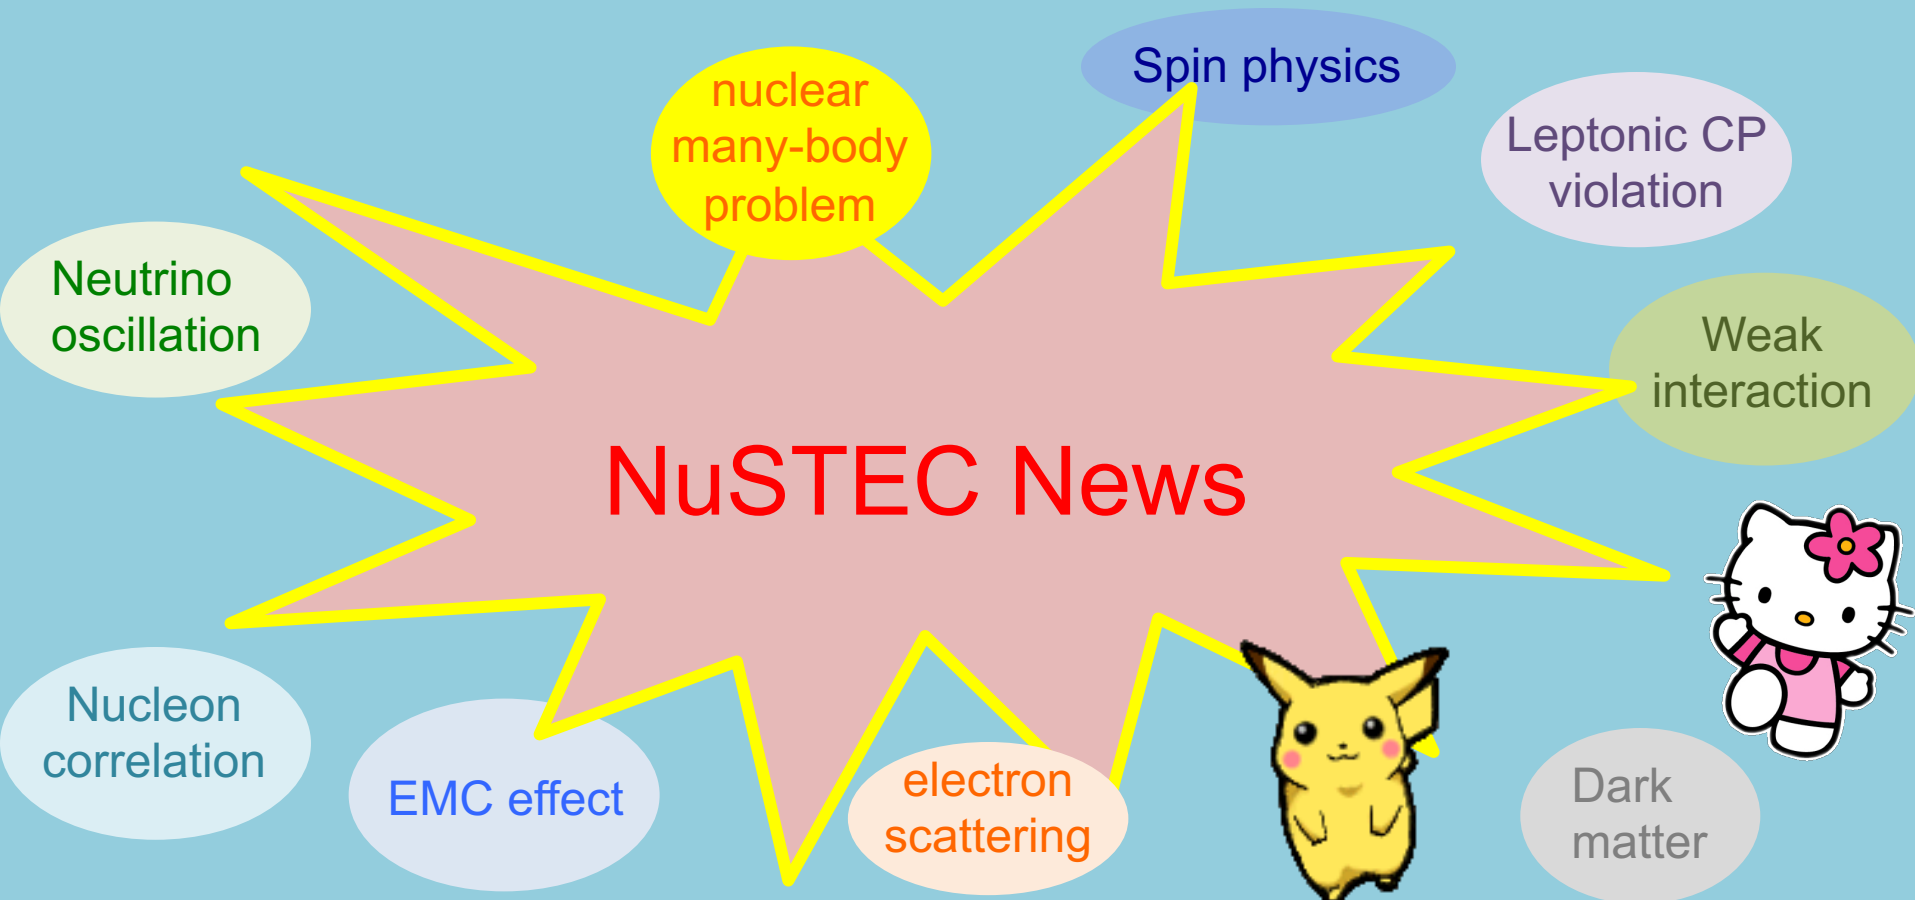 Spin physics
nuclear
many-body
problem
Leptonic CP
violation
Neutrino
oscillation
Weak
interaction
NuSTEC News
Nucleon
correlation
EMC effect
electron
scattering
Dark
matter